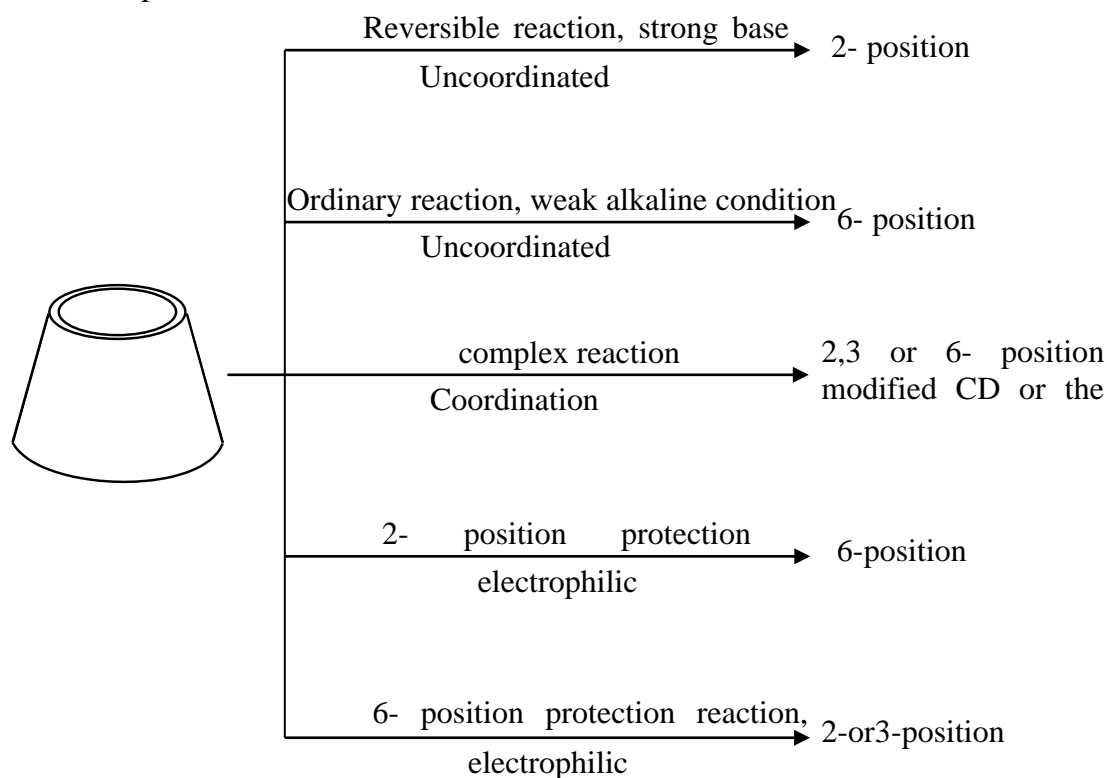 Reversible reaction, strong base
2- position
Uncoordinated
Ordinary reaction, weak alkaline condition
6- position
Uncoordinated
complex reaction
2,3 or 6- position
modified CD or the
Coordination
2- position protection
6-position
electrophilic
6- position protection reaction,
2-or3-position
electrophilic